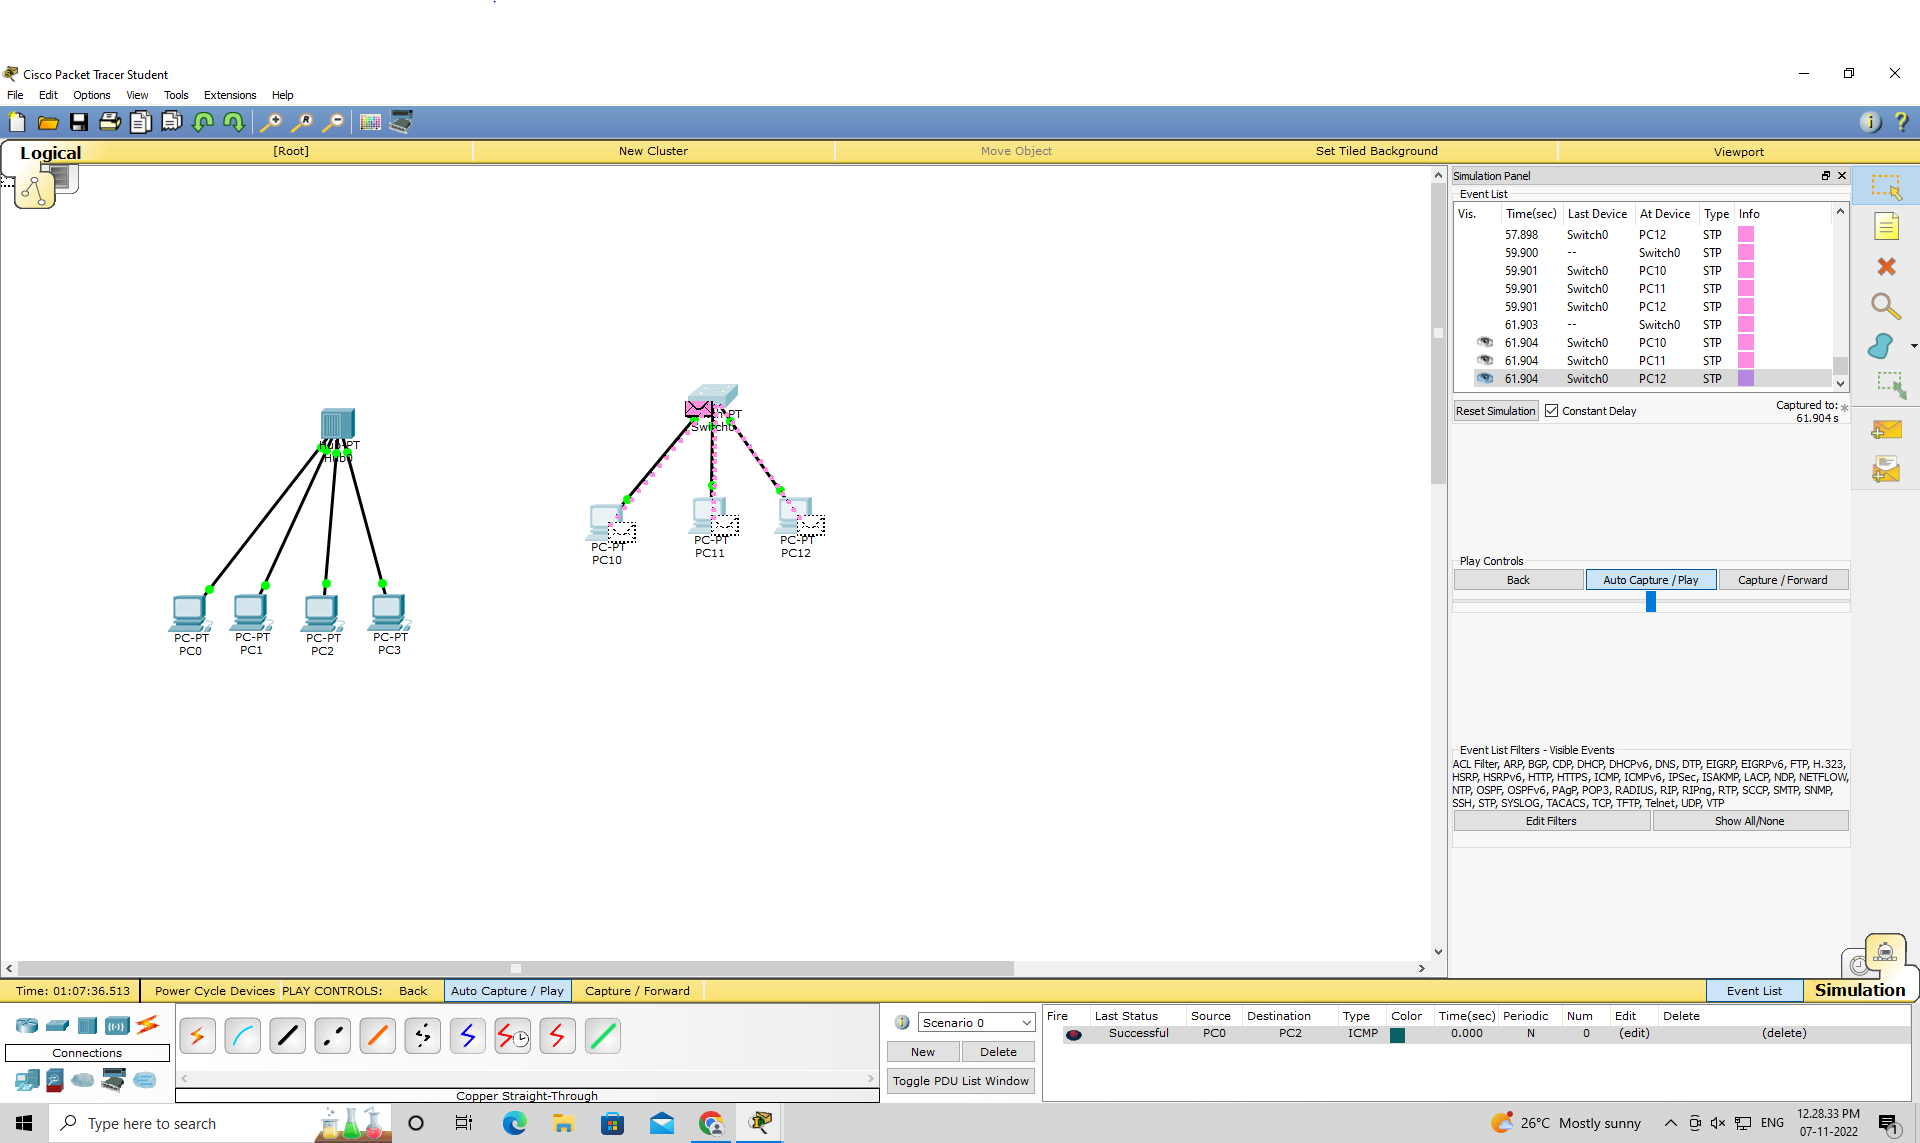 Cisco Packet Tracer Student
File Edit Options View Tools Extensions Help
Logical [Root] New Cluster Move Object Set Tiled Background Viewport
Simulation Panel
Event List
Vis. Time(sec) Last Device At Device Type Info
57.898 Switch0 PC12 STP
59.900 -- Switch0 STP
59.901 Switch0 PC10 STP
59.901 Switch0 PC11 STP
59.901 Switch0 PC12 STP
61.903 -- Switch0 STP
61.904 Switch0 PC10 STP
61.904 Switch0 PC11 STP
61.904 Switch0 PC12 STP
Reset Simulation Constant Delay Captured to: *
61.904 s
Hub-PT
Hub0
Switch0
PC-PT
PC10
PC-PT
PC11
PC-PT
PC12
PC-PT
PC0
PC-PT
PC1
PC-PT
PC2
PC-PT
PC3
Play Controls
Back Auto Capture / Play Capture / Forward
Event List Filters - Visible Events
ACL Filter, ARP, BGP, CDP, DHCP, DHCPv6, DNS, DTP, EIGRP, EIGRPv6, FTP, H.323,
HSRP, HSRPv6, HTTP, HTTPS, ICMP, ICMPv6, IPSec, ISAKMP, LACP, NDP, NETFLOW,
NTP, OSPF, OSPFv6, PAgP, POP3, RADIUS, RIP, RIPng, RTP, SCCP, SMTP, SNMP,
SSH, STP, SYSLOG, TACACS, TCP, TFTP, Telnet, UDP, VTP
Edit Filters Show All/None
Time: 01:07:36.513 Power Cycle Devices PLAY CONTROLS: Back Auto Capture / Play Capture / Forward Event List Simulation
Connections
Copper Straight-Through
Scenario 0
New Delete
Toggle PDU List Window
Fire Last Status Source Destination Type Color Time(sec) Periodic Num Edit Delete
Successful PC0 PC2 ICMP 0.000 N 0 (edit) (delete)
Type here to search
26°C Mostly sunny ENG
12.28.33 PM
07-11-2022
1